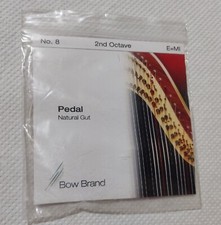 No. 8 2nd Octave E•Mi
Pedal
Natural Gut
Bow Brand